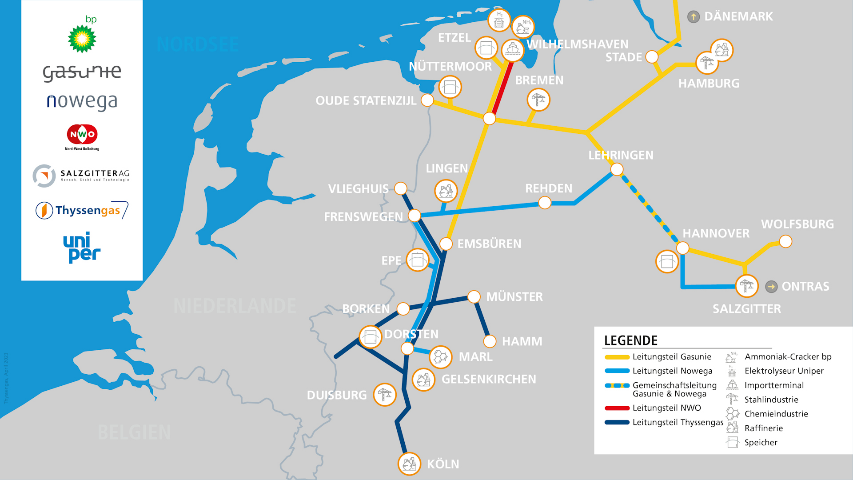 bp
gasunie
nowega
NWO
Nord-West Oelleitung
SALZGITTER AG
Thyssengas
uni
per
NORDSEE
NIEDERLANDE
BELGIEN
DÄNEMARK
ETZEL
WILHELMSHAVEN
STADE
NÜTTERMOOR
BREMEN
HAMBURG
OUDE STATENZIJL
LEHRINGEN
LINGEN
VLIEGHUIS
REHDEN
FRENSWEGEN
WOLFSBURG
HANNOVER
EMSBÜREN
EPE
ONTRAS
MÜNSTER
SALZGITTER
BORKEN
DORSTEN
HAMM
MARL
GELSENKIRCHEN
DUISBURG
KÖLN
LEGENDE
Leitungsteil Gasunie
Leitungsteil Nowega
Gemeinschaftsleitung
Gasunie & Nowega
Leitungsteil NWO
Leitungsteil Thyssengas
Ammoniak-Cracker bp
Elektrolyseur Uniper
Importterminal
Stahlindustrie
Chemieindustrie
Raffinerie
Speicher